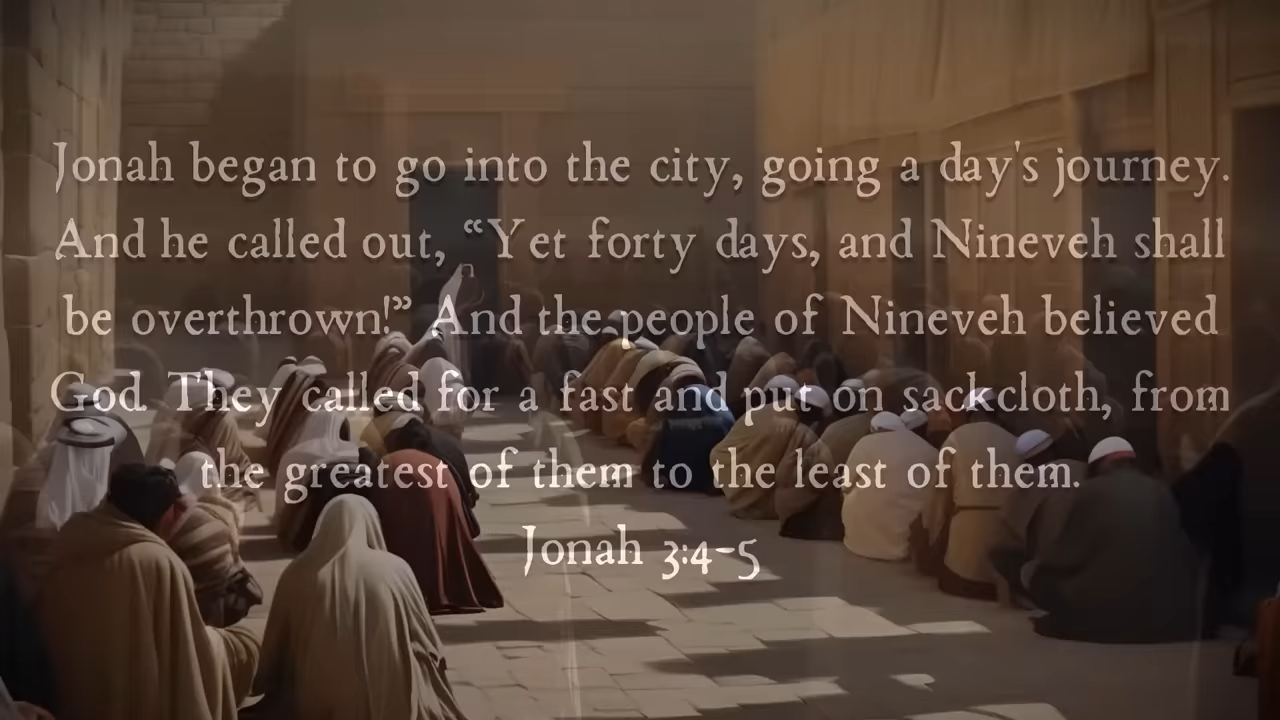 Jonah began to go into the city, going a day's journey.
And he called out, “Yet forty days, and Nineveh shall
be overthrown!” And the people of Nineveh believed
God. They called for a fast and put on sackcloth, from
the greatest of them to the least of them.
Jonah 3:4-5